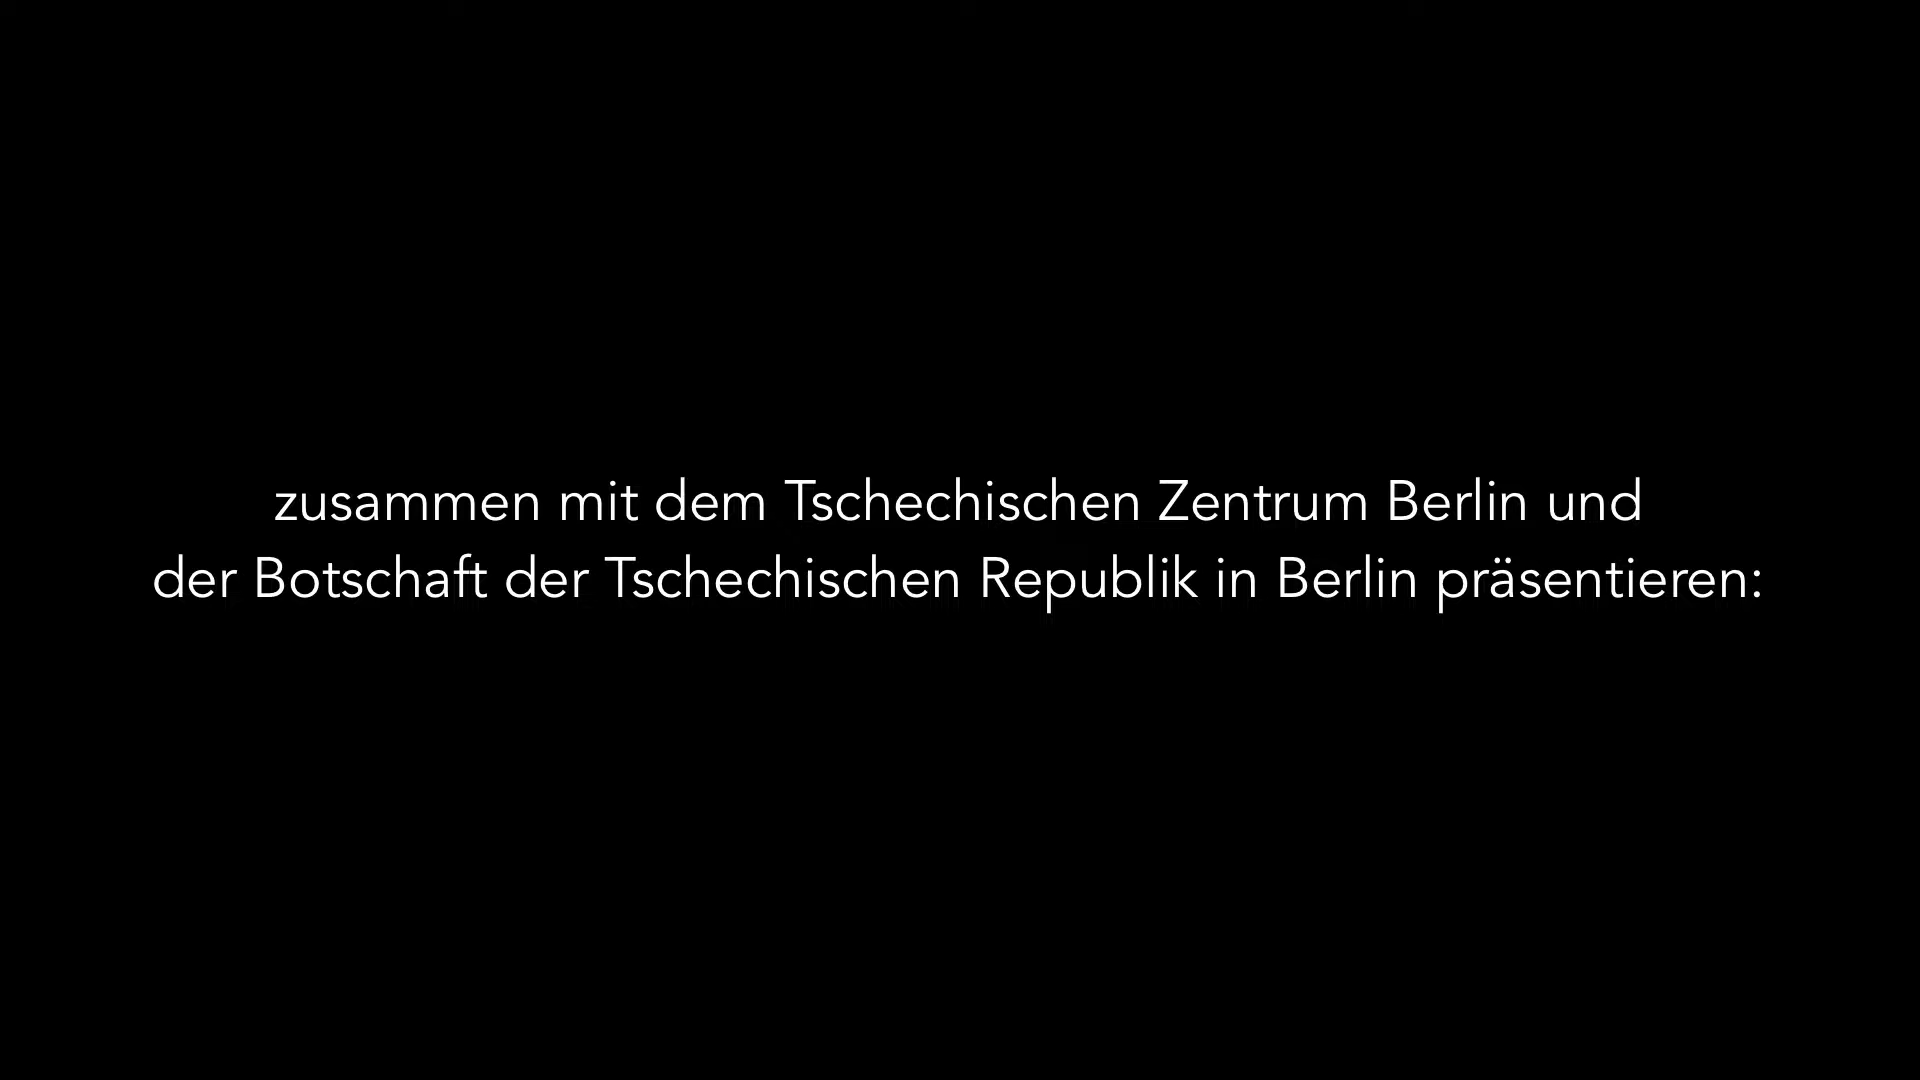 zusammen mit dem Tschechischen Zentrum Berlin und
der Botschaft der Tschechischen Republik in Berlin präsentieren: